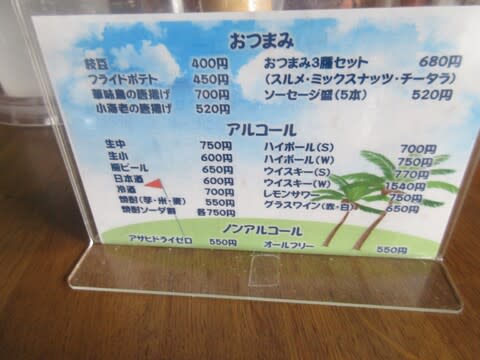 おつまみ
枝豆 400円
フライドポテト 450円
華味鳥の唐揚げ 700円
小海老の唐揚げ 520円
おつまみ3種セット 680円
(スルメ・ミックスナッツ・チータラ)
ソーセージ盛(5本) 520円
アルコール
生中 750円
生小 600円
瓶ビール 650円
日本酒 600円
冷酒 700円
焼酎(芋・米・麦) 650円
焼酎ソーダ割 各750円
ハイボール(S) 700円
ハイボール(W) 750円
ウイスキー(S) 770円
ウイスキー(W) 1540円
レモンサワー 750円
グラスワイン(赤・白) 650円
ノンアルコール
アサヒドライゼロ 550円
オールフリー 550円